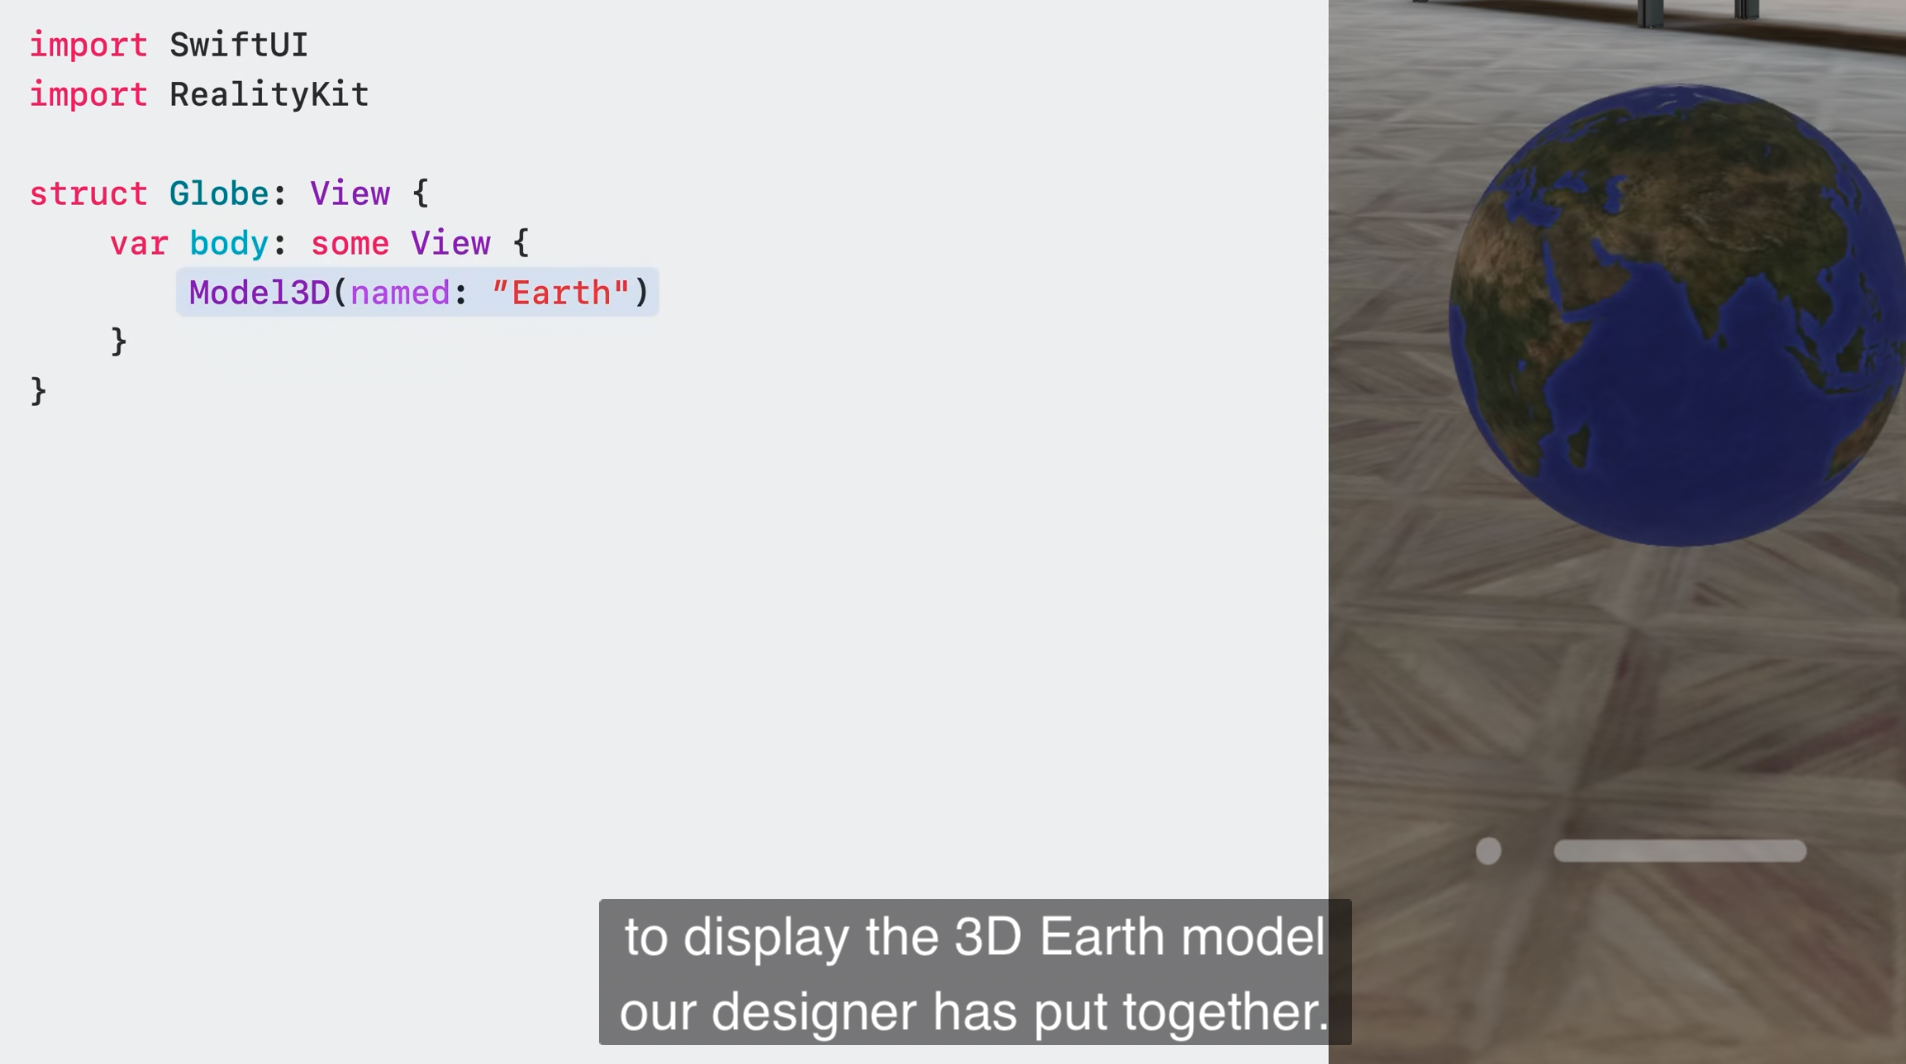 import SwiftUI
import RealityKit
struct Globe: View {
var body: some View {
Model3D(named: ”Earth")
}
}
to display the 3D Earth model
our designer has put together.